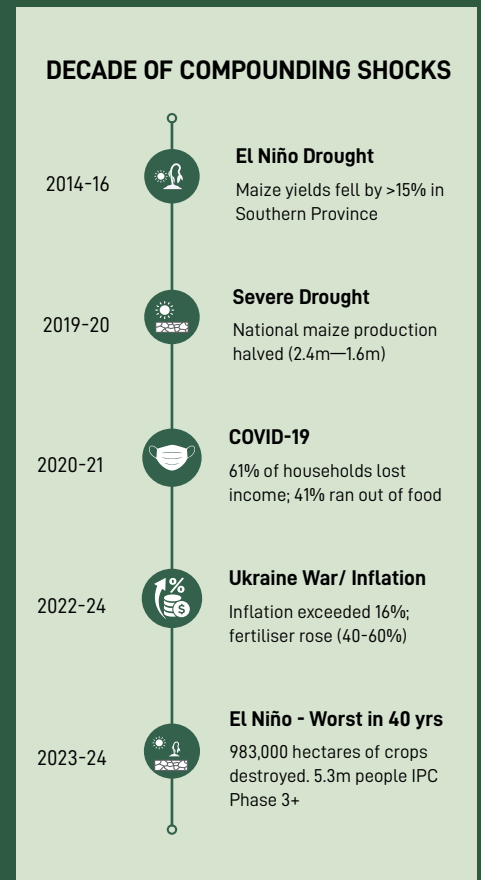 DECADE OF COMPOUNDING SHOCKS
2014-16
El Niño Drought
Maize yields fell by >15% in
Southern Province
2019-20
Severe Drought
National maize production
halved (2.4m—1.6m)
2020-21
COVID-19
61% of households lost
income; 41% ran out of food
2022-24
Ukraine War/ Inflation
Inflation exceeded 16%;
fertiliser rose (40-60%)
2023-24
El Niño - Worst in 40 yrs
983,000 hectares of crops
destroyed. 5.3m people IPC
Phase 3+